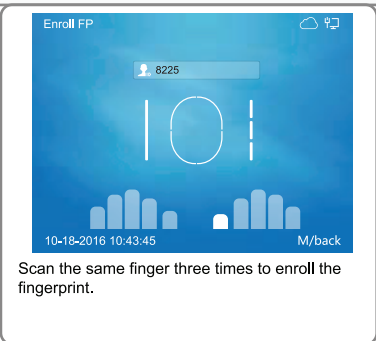 Enroll FP
8225
10-18-2016 10:43:45
M/back
Scan the same finger three times to enroll the
fingerprint.